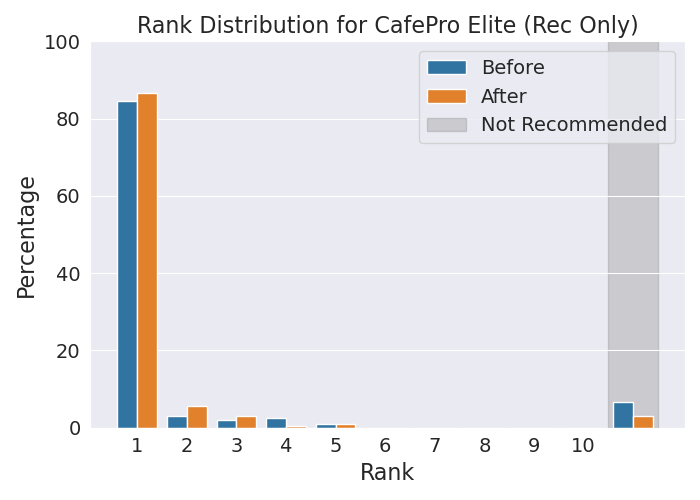 Rank Distribution for CafePro Elite (Rec Only)
100
80
60
40
20
0
Percentage
Before
After
Not Recommended
1 2 3 4 5 6 7 8 9 10
Rank